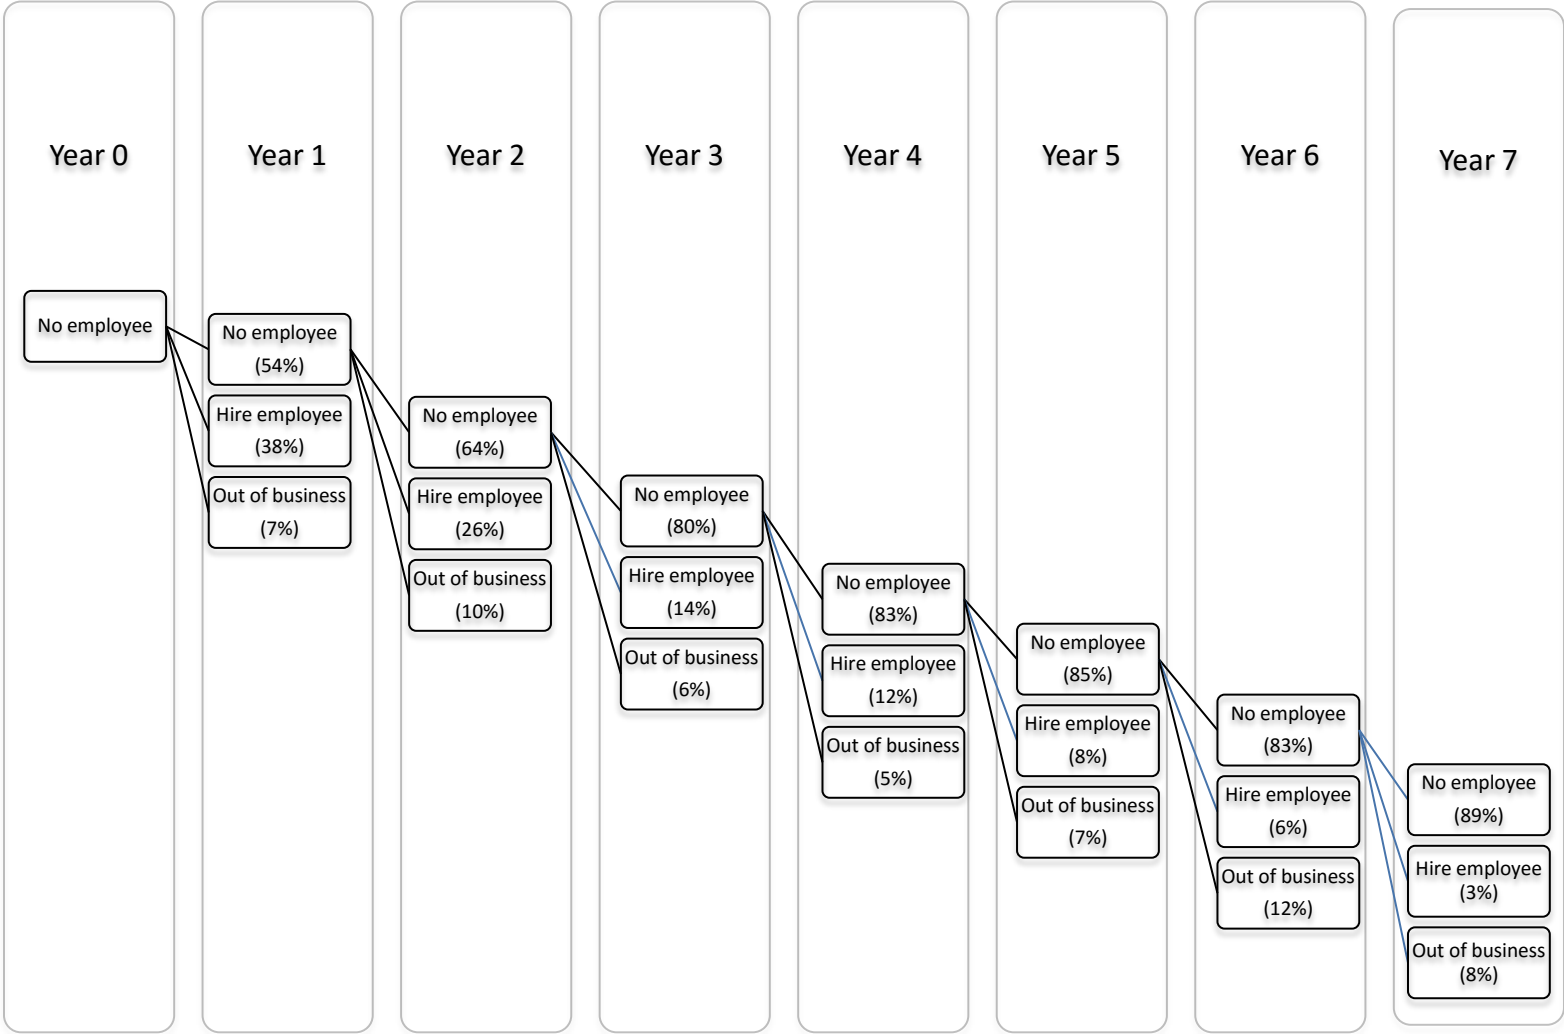 Year 0
Year 1
Year 2
Year 3
Year 4
Year 5
Year 6
Year 7
No employee
No employee
(54%)
Hire employee
(38%)
Out of business
(7%)
No employee
(64%)
Hire employee
(26%)
Out of business
(10%)
No employee
(80%)
Hire employee
(14%)
Out of business
(6%)
No employee
(83%)
Hire employee
(12%)
Out of business
(5%)
No employee
(85%)
Hire employee
(8%)
Out of business
(7%)
No employee
(83%)
Hire employee
(6%)
Out of business
(12%)
No employee
(89%)
Hire employee
(3%)
Out of business
(8%)